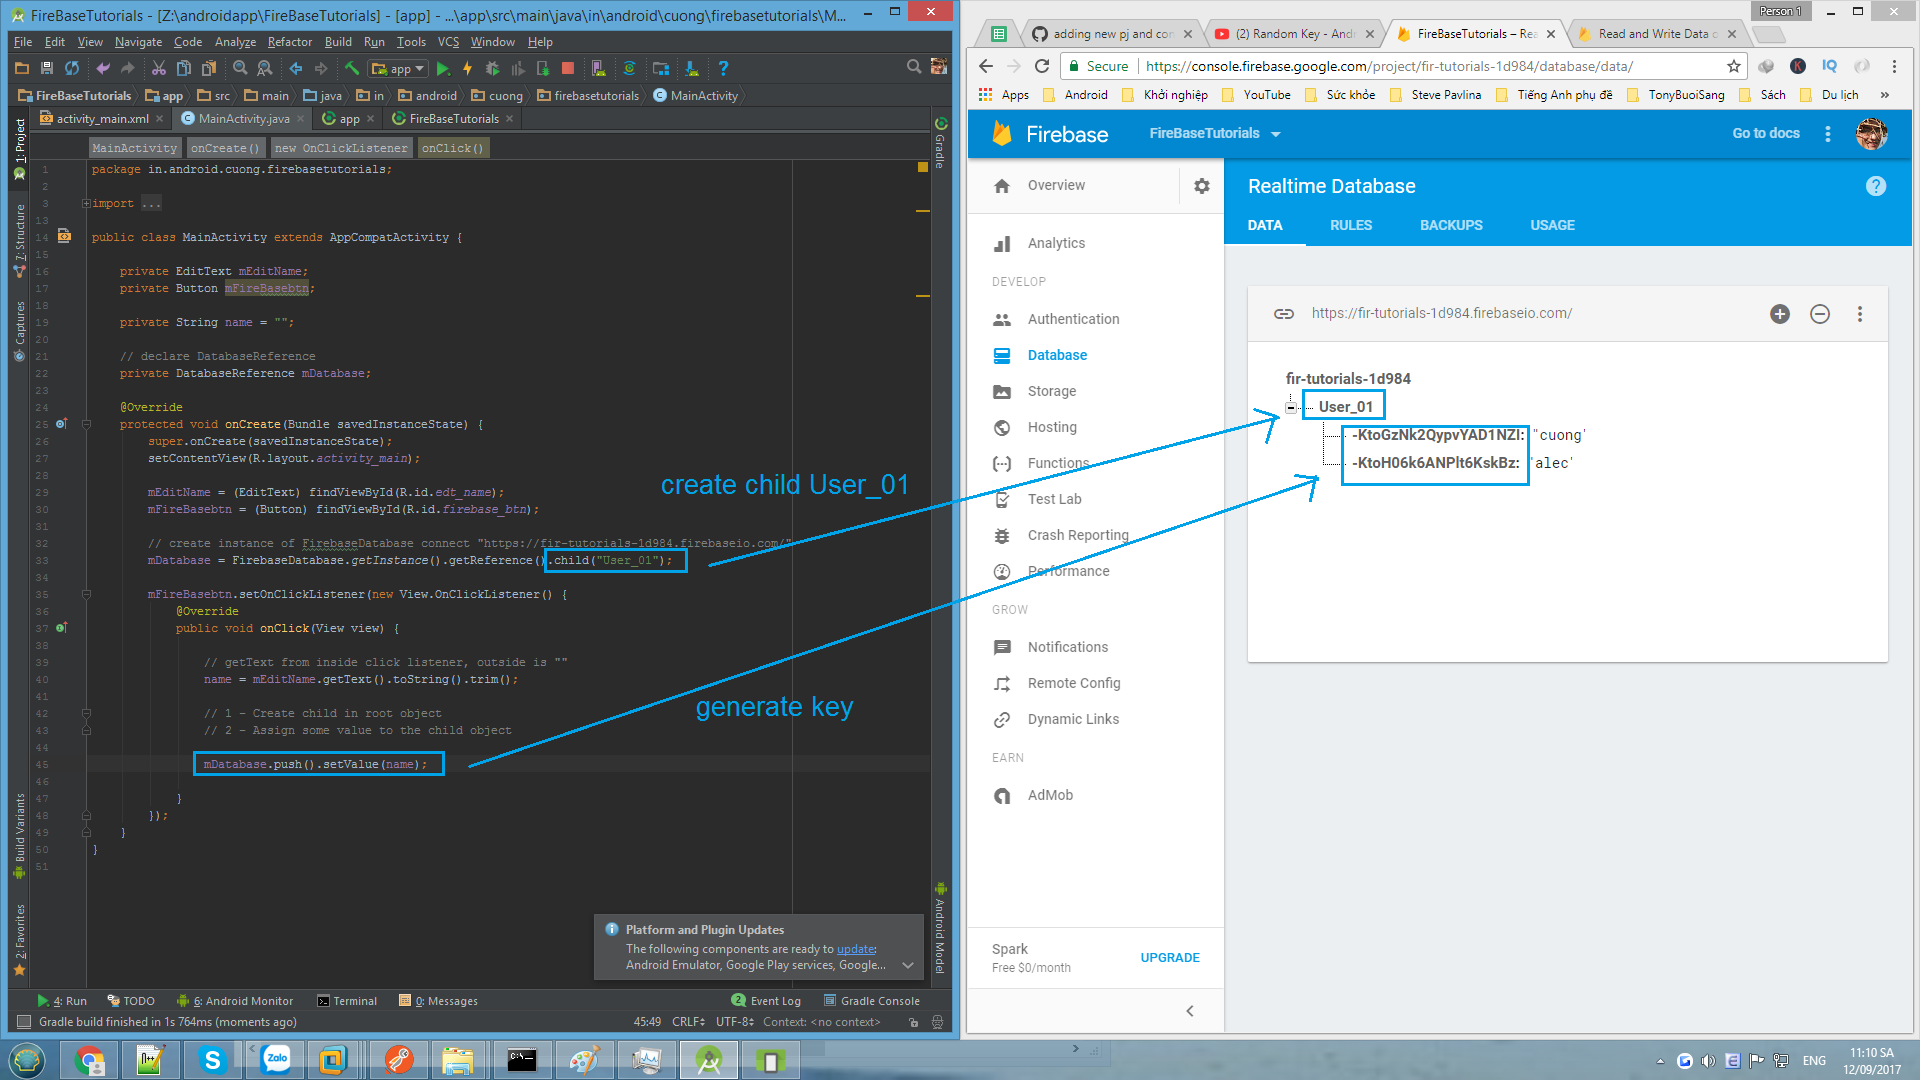 FireBaseTutorials - [Z:\androidapp\FireBaseTutorials] - [app] - ...\app\src\main\java\in\android\cuong\firebasetutorials\M...
File Edit View Navigate Code Analyze Refactor Build Run Tools VCS Window Help
app
FireBaseTutorials app src main java in android cuong firebasetutorials MainActivity
activity_main.xml MainActivity.java app FireBaseTutorials
MainActivity onCreate() new OnClickListener onClick()
1: Project
7: Structure
Captures
Build Variants
2: Favorites
Gradle
Android Model
1 package in.android.cuong.firebasetutorials;
2
3 import ...
13
14 public class MainActivity extends AppCompatActivity {
15
16 private EditText mEditName;
17 private Button mFireBasebtn;
18
19 private String name = "";
20
21 // declare DatabaseReference
22 private DatabaseReference mDatabase;
23
24 @Override
25 protected void onCreate(Bundle savedInstanceState) {
26 super.onCreate(savedInstanceState);
27 setContentView(R.layout.activity_main);
28
29 mEditName = (EditText) findViewById(R.id.edt_name);
30 mFireBasebtn = (Button) findViewById(R.id.firebase_btn);
31
32 // create instance of FirebaseDatabase connect "https://fir-tutorials-1d984.firebaseio.com/"
33 mDatabase = FirebaseDatabase.getInstance().getReference().child("User_01");
34
35 mFireBasebtn.setOnClickListener(new View.OnClickListener() {
36 @Override
37 public void onClick(View view) {
38
39 // getText from inside click listener, outside is ""
40 name = mEditName.getText().toString().trim();
41
42 // 1 - Create child in root object
43 // 2 - Assign some value to the child object
44
45 mDatabase.push().setValue(name);
46
47 }
48 });
49 }
50 }
51
create child User_01
generate key
Platform and Plugin Updates
The following components are ready to update:
Android Emulator, Google Play services, Google...
4: Run TODO 6: Android Monitor Terminal 0: Messages 2 Event Log Gradle Console
Gradle build finished in 1s 764ms (moments ago) 45:49 CRLF UTF-8 Context: <no context>
Person 1
adding new pj and con (2) Random Key - Andr FireBaseTutorials – Rea Read and Write Data o
Secure https://console.firebase.google.com/project/fir-tutorials-1d984/database/data/
K IQ
Apps Android Khởi nghiệp YouTube Sức khỏe Steve Pavlina Tiếng Anh phụ đề TonyBuoiSang Sách Du lịch »
Firebase FireBaseTutorials Go to docs
Overview
Analytics
DEVELOP
Authentication
Database
Storage
Hosting
Functions
Test Lab
Crash Reporting
Performance
GROW
Notifications
Remote Config
Dynamic Links
EARN
AdMob
Spark
Free $0/month
UPGRADE
Realtime Database ?
DATA RULES BACKUPS USAGE
https://fir-tutorials-1d984.firebaseio.com/
fir-tutorials-1d984
User_01
-KtoGzNk2QypvYAD1NZl: "cuong"
-KtoH06k6ANPlt6KskBz: "alec"
Zalo
ENG
11:10 SA
12/09/2017